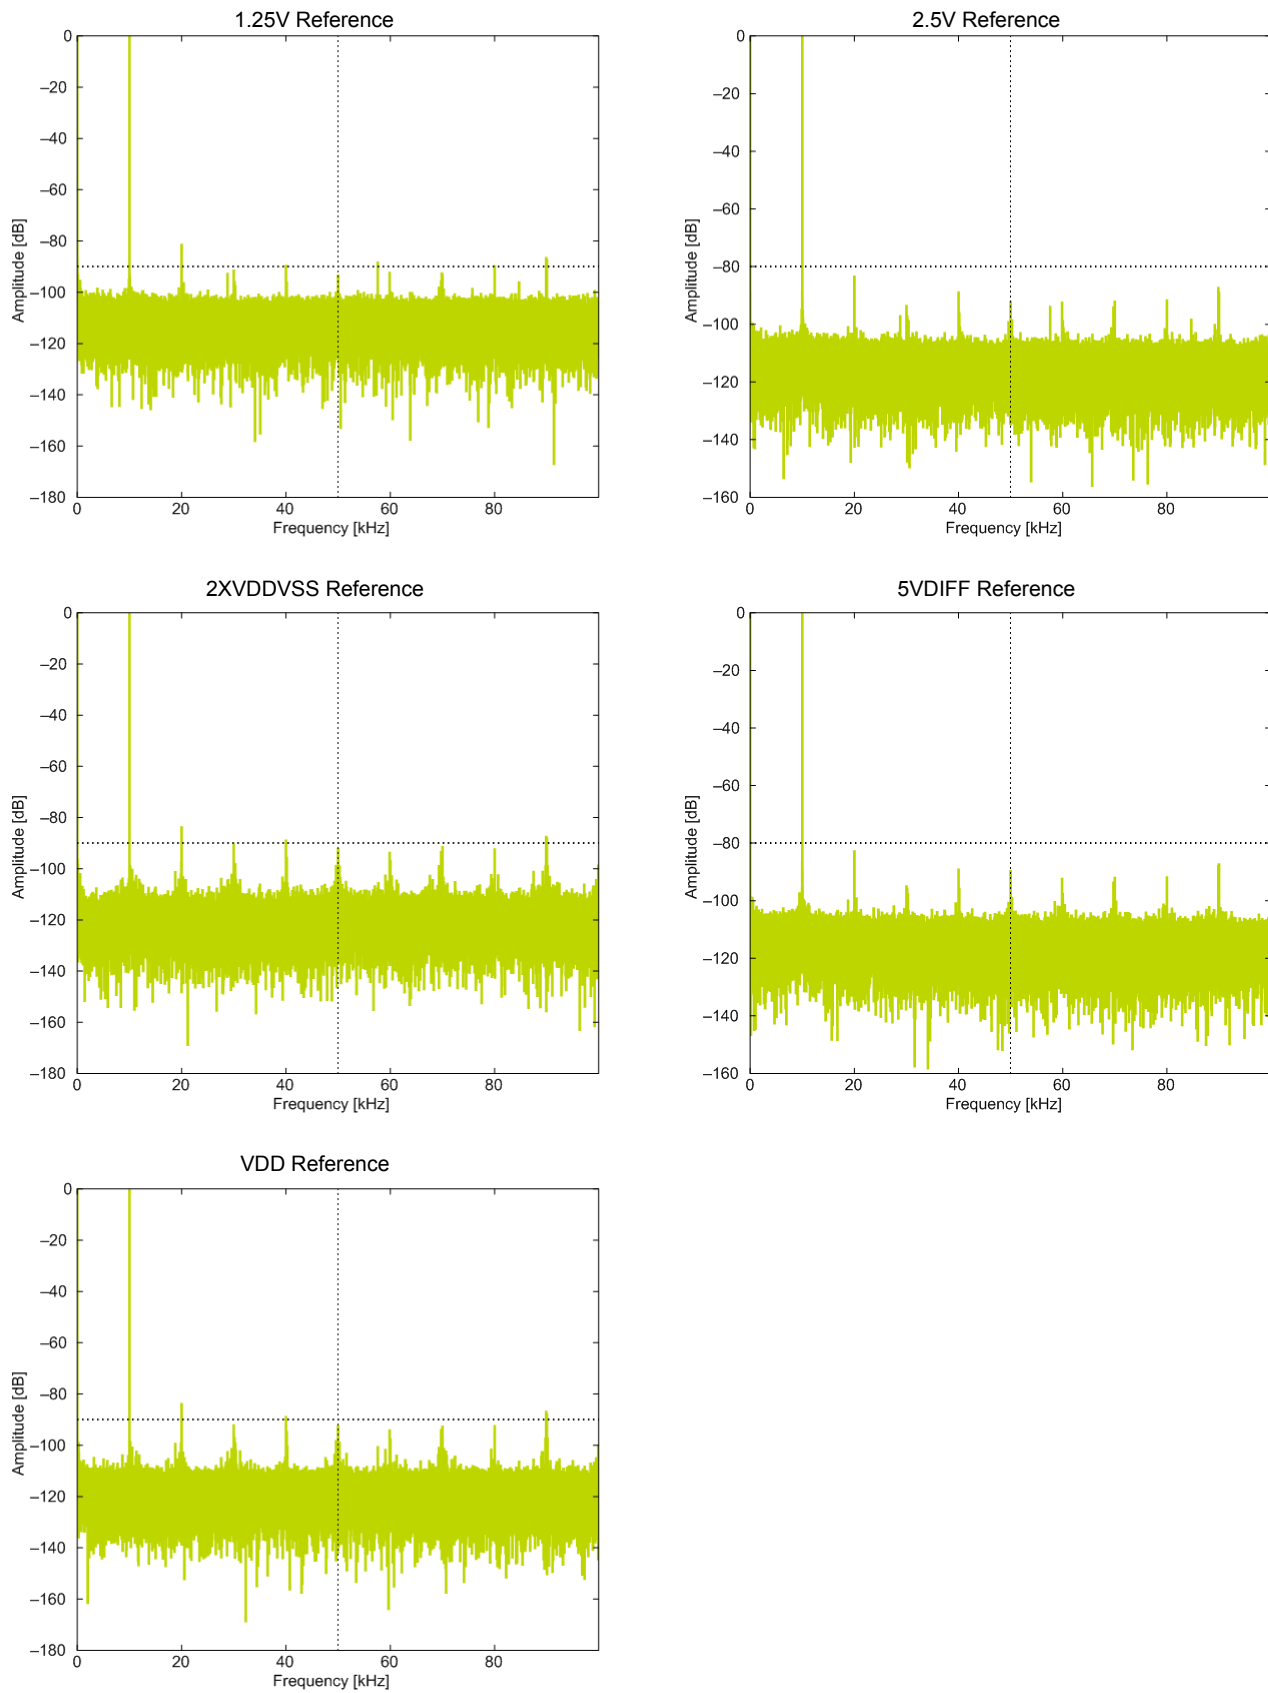 1.25V Reference
0
–20
–40
–60
–80
–100
–120
–140
–160
–180
Amplitude [dB]
0 20 40 60 80
Frequency [kHz]
2.5V Reference
0
–20
–40
–60
–80
–100
–120
–140
–160
Amplitude [dB]
0 20 40 60 80
Frequency [kHz]
2XVDDVSS Reference
0
–20
–40
–60
–80
–100
–120
–140
–160
–180
Amplitude [dB]
0 20 40 60 80
Frequency [kHz]
5VDIFF Reference
0
–20
–40
–60
–80
–100
–120
–140
–160
Amplitude [dB]
0 20 40 60 80
Frequency [kHz]
VDD Reference
0
–20
–40
–60
–80
–100
–120
–140
–160
–180
Amplitude [dB]
0 20 40 60 80
Frequency [kHz]